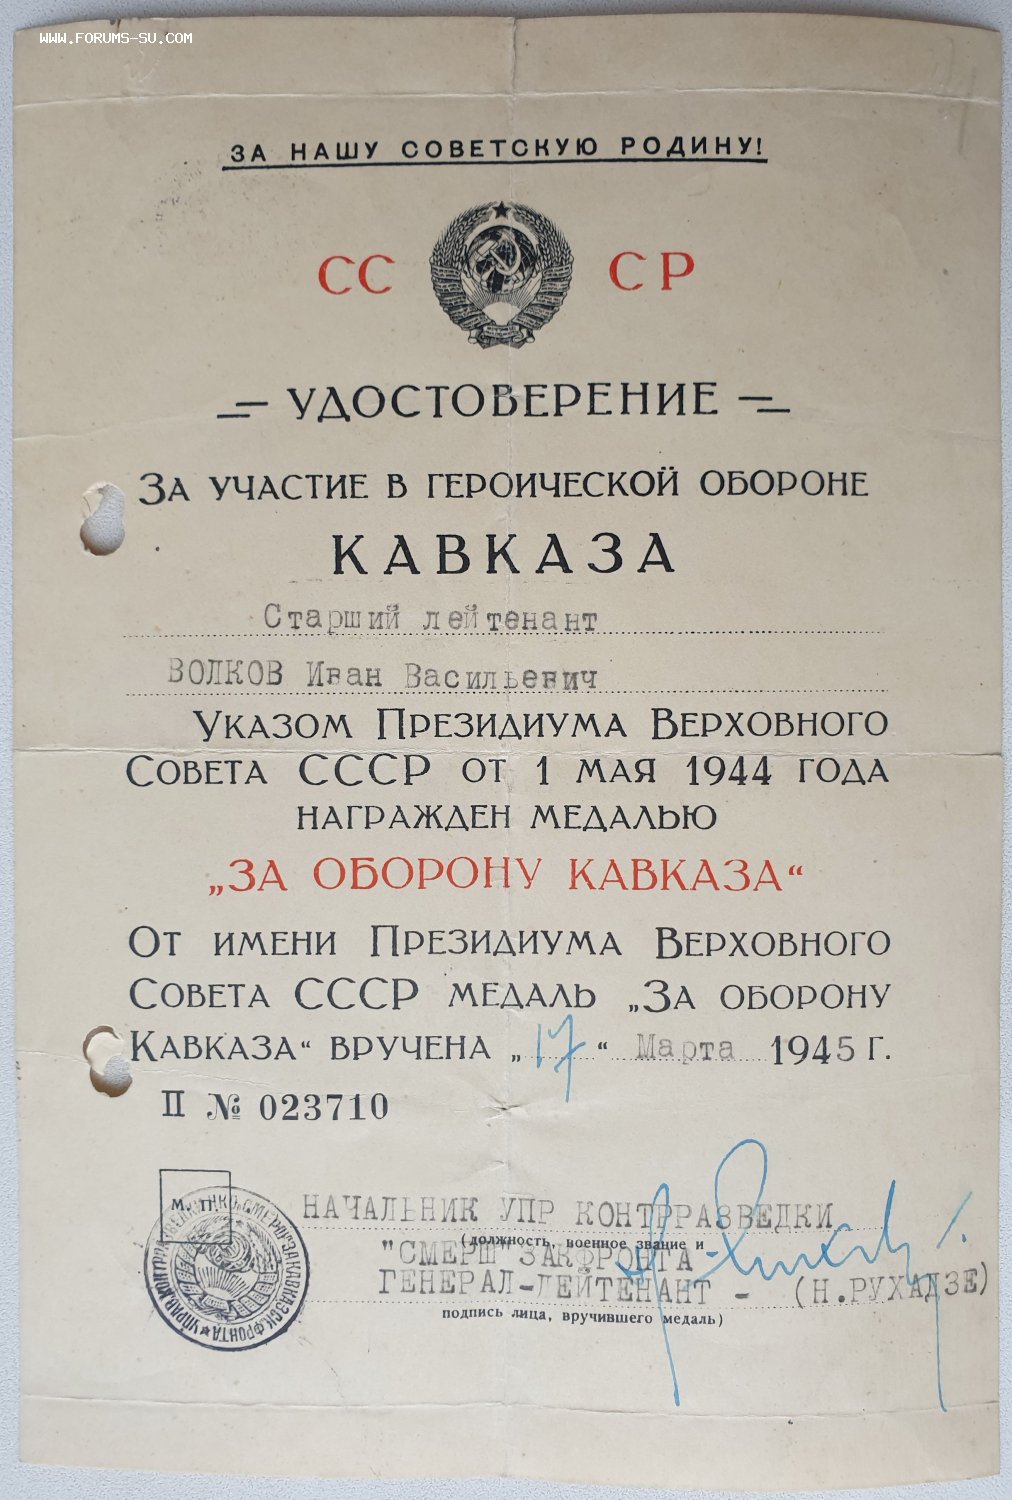 WWW.FORUMS-SU.COM
ЗА НАШУ СОВЕТСКУЮ РОДИНУ!
СС СР
УДОСТОВЕРЕНИЕ
ЗА УЧАСТИЕ В ГЕРОИЧЕСКОЙ ОБОРОНЕ
КАВКАЗА
Старший лейтенант
ВОЛКОВ Иван Васильевич
УКАЗОМ ПРЕЗИДИУМА ВЕРХОВНОГО
СОВЕТА СССР ОТ 1 МАЯ 1944 ГОДА
НАГРАЖДЕН МЕДАЛЬЮ
„ЗА ОБОРОНУ КАВКАЗА“
ОТ ИМЕНИ ПРЕЗИДИУМА ВЕРХОВНОГО
СОВЕТА СССР МЕДАЛЬ „ЗА ОБОРОНУ
КАВКАЗА“ ВРУЧЕНА „17“ Марта 1945 Г.
II № 023710
М. П.
НАЧАЛЬНИК УПР КОНТРРАЗВЕДКИ
(должность, военное звание и
"СМЕРШ" ЗАКФРОНТА
ГЕНЕРАЛ-ЛЕЙТЕНАНТ - (Н.РУХАДЗЕ)
подпись лица, вручившего медаль)